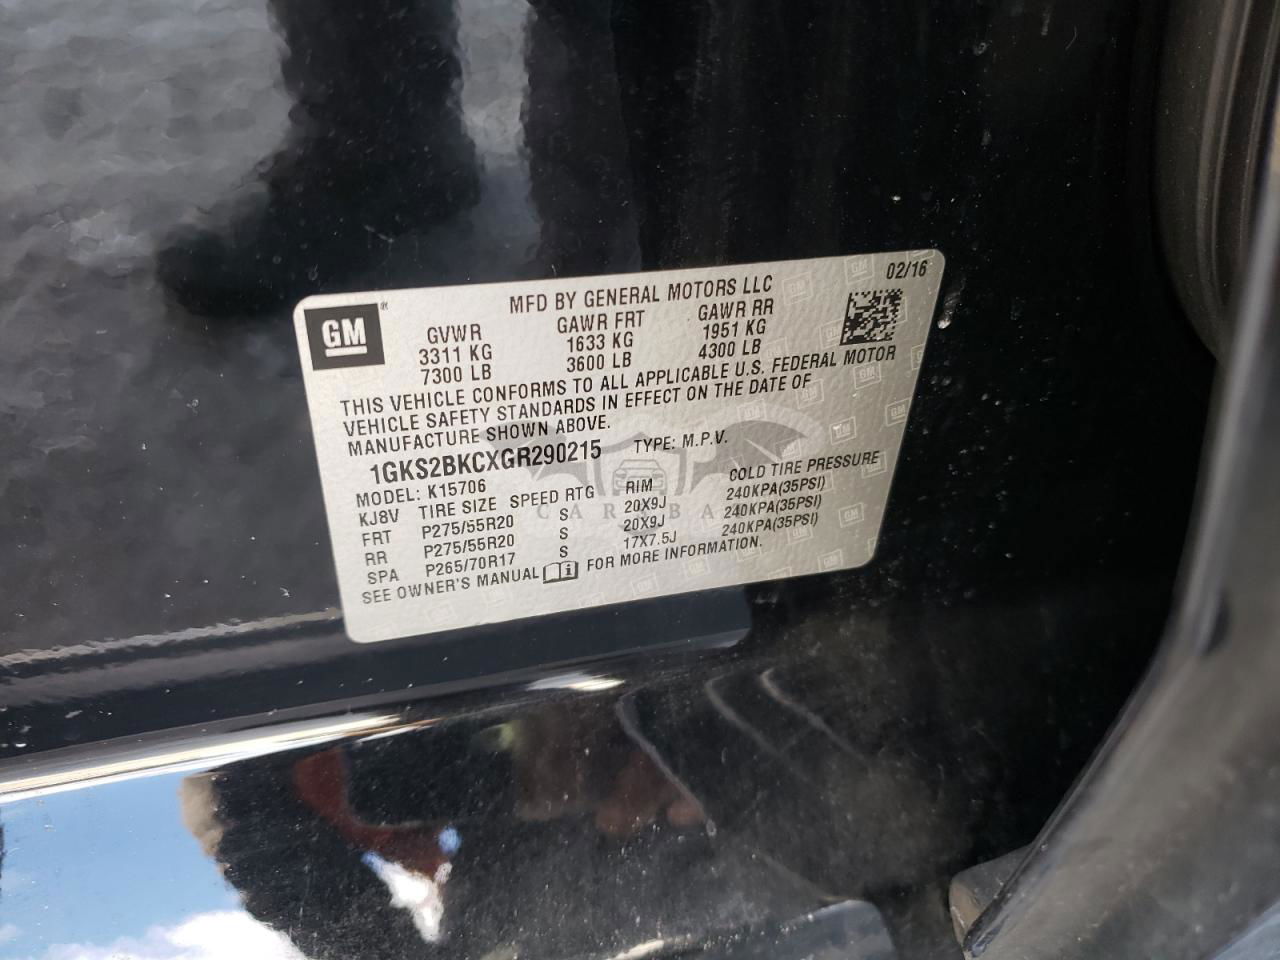 GM ®
MFD BY GENERAL MOTORS LLC
02/16
GVWR GAWR FRT GAWR RR
3311 KG 1633 KG 1951 KG
7300 LB 3600 LB 4300 LB
THIS VEHICLE CONFORMS TO ALL APPLICABLE U.S. FEDERAL MOTOR
VEHICLE SAFETY STANDARDS IN EFFECT ON THE DATE OF
MANUFACTURE SHOWN ABOVE.
1GKS2BKCXGR290215 TYPE: M.P.V.
MODEL: K15706
KJ8V TIRE SIZE SPEED RTG RIM COLD TIRE PRESSURE
FRT P275/55R20 S 20X9J 240KPA(35PSI)
RR P275/55R20 S 20X9J 240KPA(35PSI)
SPA P265/70R17 S 17X7.5J 240KPA(35PSI)
SEE OWNER'S MANUAL FOR MORE INFORMATION.